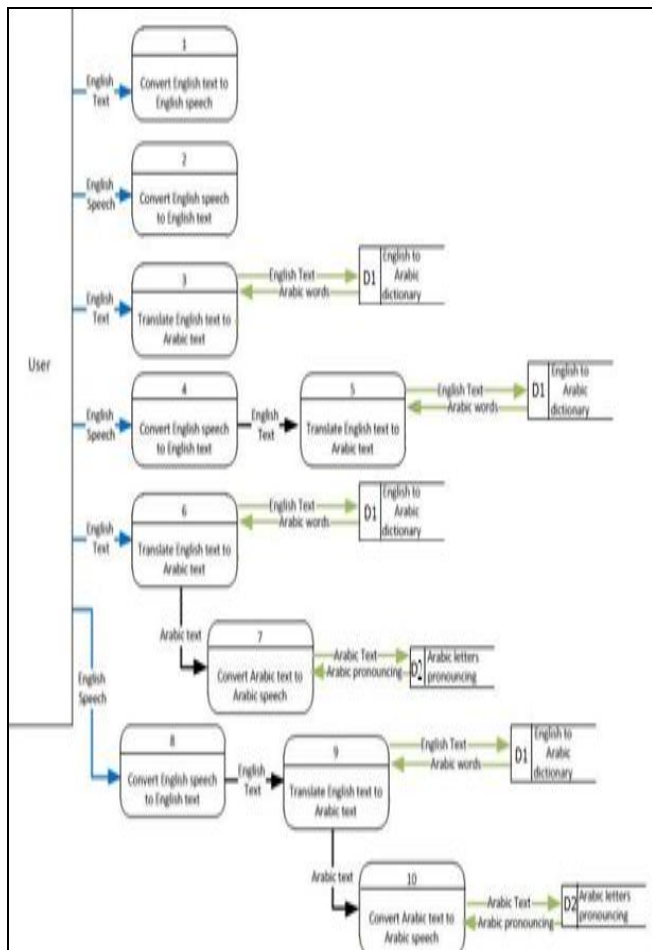 User
English
Text
1
Convert English text to
English speech
English
Speech
2
Convert English speech
to English text
English
Text
3
Translate English text to
Arabic text
English Text
Arabic words
D1
English to
Arabic
dictionary
English
Speech
4
Convert English speech
to English text
English
Text
5
Translate English text to
Arabic text
English Text
Arabic words
D1
English to
Arabic
dictionary
English
Text
6
Translate English text to
Arabic text
English Text
Arabic words
D1
English to
Arabic
dictionary
Arabic text
7
Convert Arabic text to
Arabic speech
Arabic Text
Arabic pronouncing
Arabic letters
pronouncing
English
Speech
8
Convert English speech
to English text
English
Text
9
Translate English text to
Arabic text
English Text
Arabic words
D1
English to
Arabic
dictionary
Arabic text
10
Convert Arabic text to
Arabic speech
Arabic Text
Arabic pronouncing
D2
Arabic letters
pronouncing